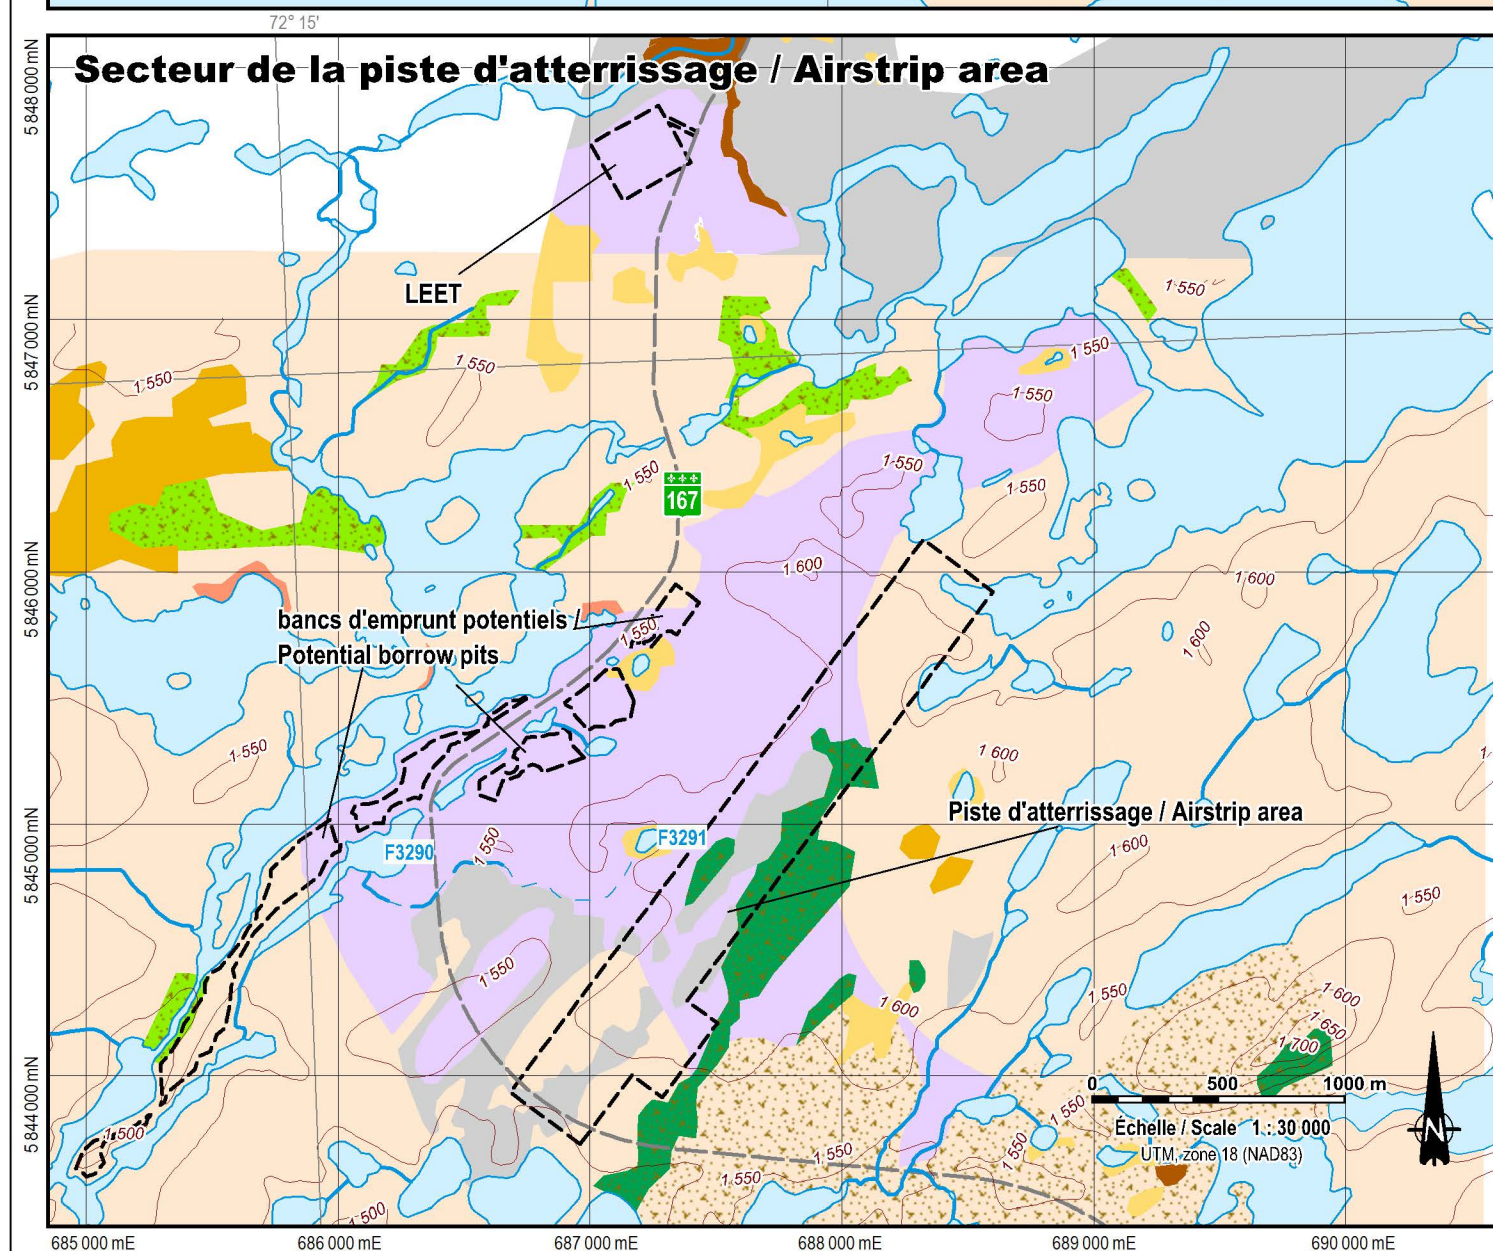 72° 15'
Secteur de la piste d'atterrissage / Airstrip area
5 848 000 mN
LEET
1 550
5 847 000 mN
1 550
1 550
1 550
1 550
1 550
1 550
1 550
167
1 550
5 846 000 mN
1 600
1 600
bancs d'emprunt potentiels /
Potential borrow pits
1 550
1 600
1 550
1 600
Piste d'atterrissage / Airstrip area
5 845 000 mN
F3290
1 550
F3291
1 600
1 550
1 550
1 550
1 600
1 600
1 650
1 700
5 844 000 mN
0 500 1000 m
1 550
Échelle / Scale 1 : 30 000
UTM, zone 18 (NAD83)
N
1 500
1 550
1 550
1 550
1 500
685 000 mE
686 000 mE
687 000 mE
688 000 mE
689 000 mE
690 000 mE